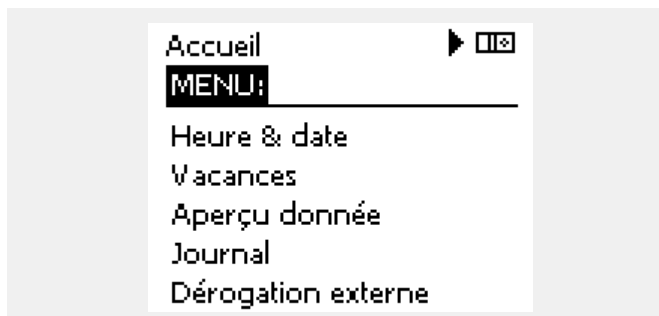 Accueil
MENU:
Heure & date
Vacances
Aperçu donnée
Journal
Dérogation externe